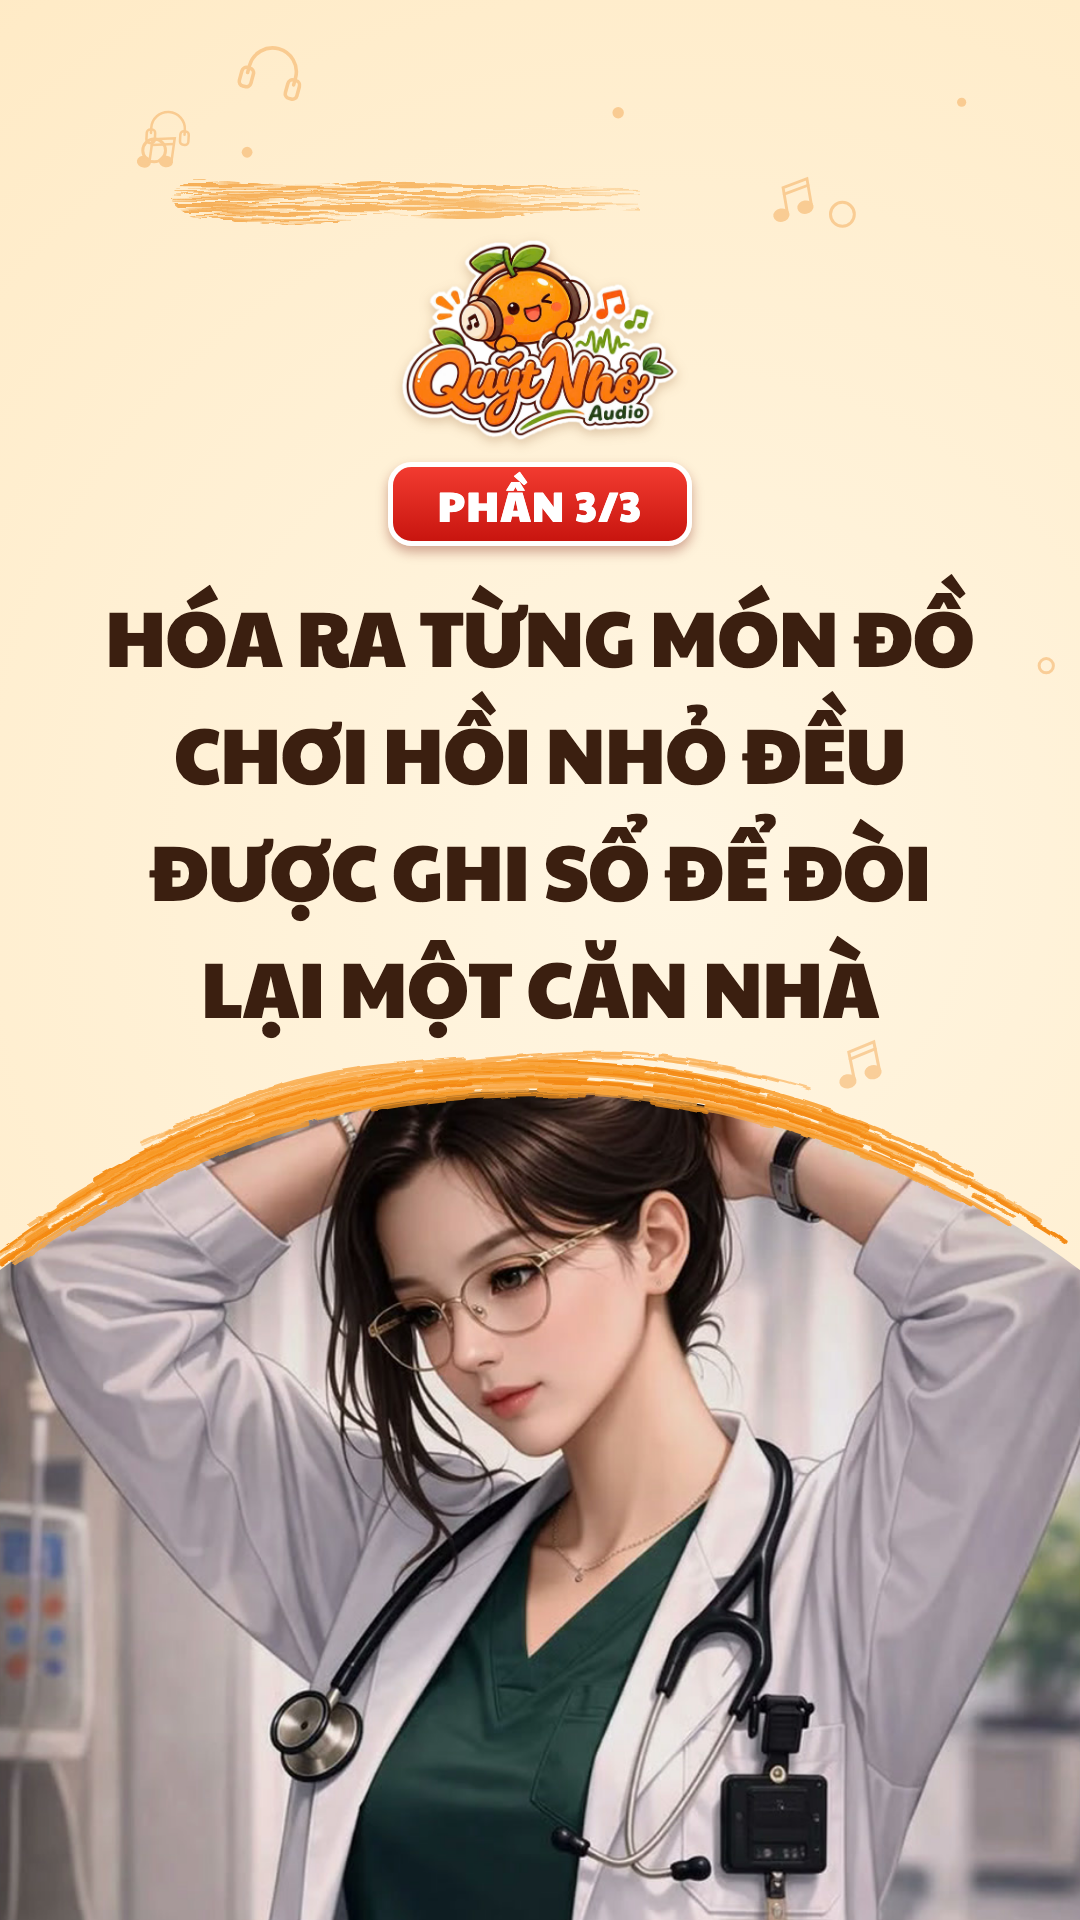 Quýt Nhỏ
Audio
PHẦN 3/3
HÓA RA TỪNG MÓN ĐỒ
CHƠI HỒI NHỎ ĐỀU
ĐƯỢC GHI SỔ ĐỂ ĐÒI
LẠI MỘT CĂN NHÀ